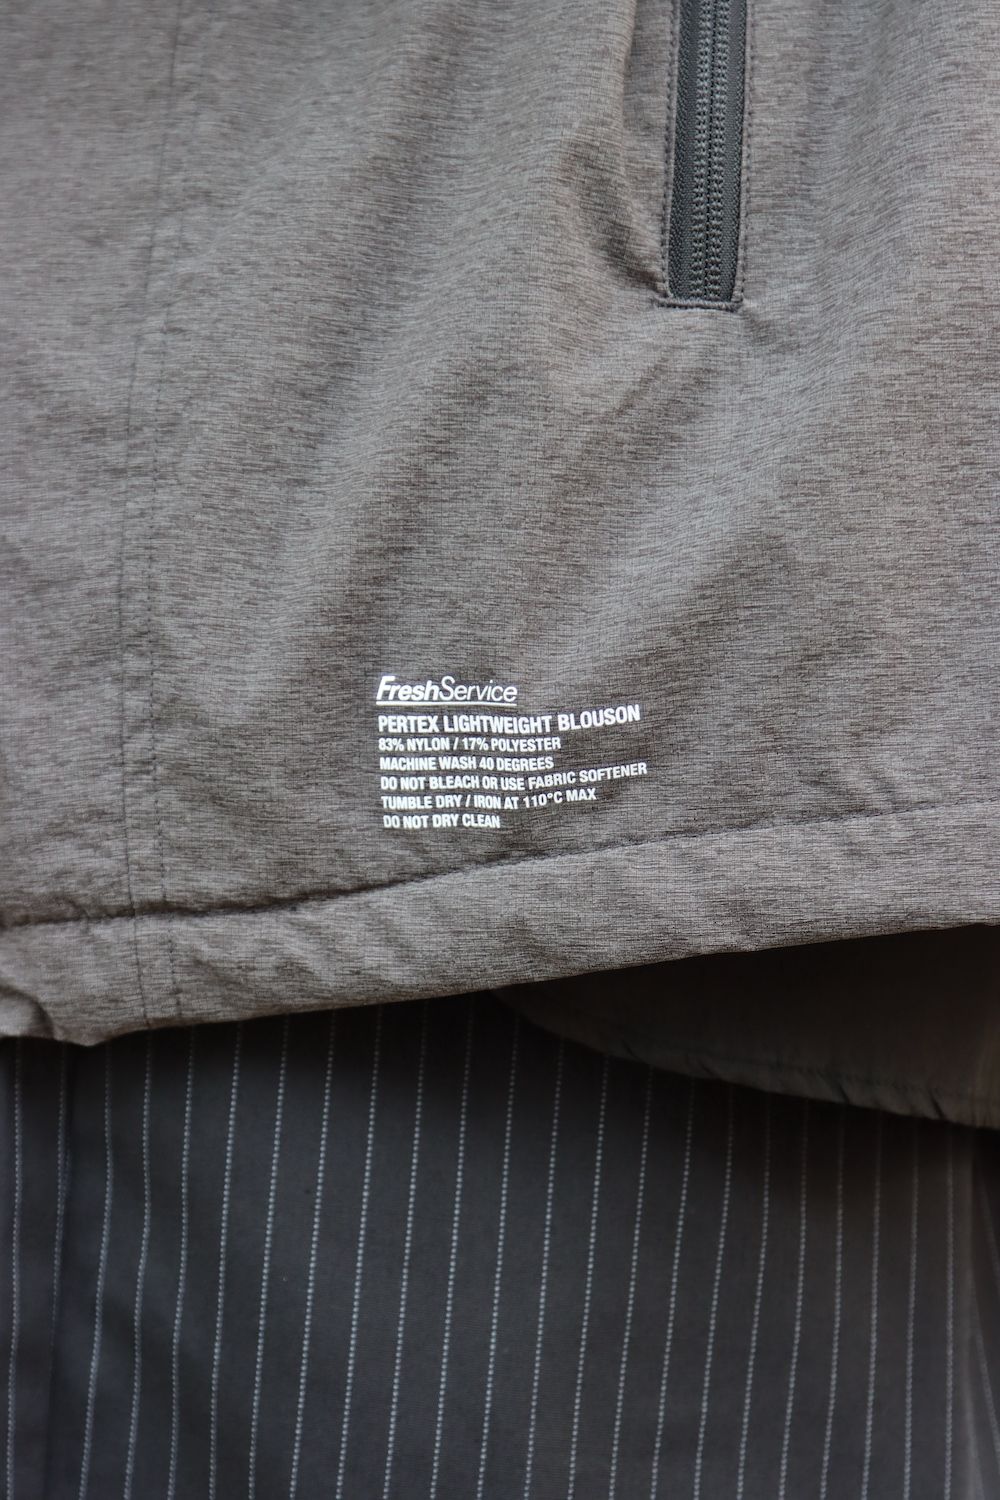 FreshService
PERTEX LIGHTWEIGHT BLOUSON
83% NYLON / 17% POLYESTER
MACHINE WASH 40 DEGREES
DO NOT BLEACH OR USE FABRIC SOFTENER
TUMBLE DRY / IRON AT 110°C MAX
DO NOT DRY CLEAN